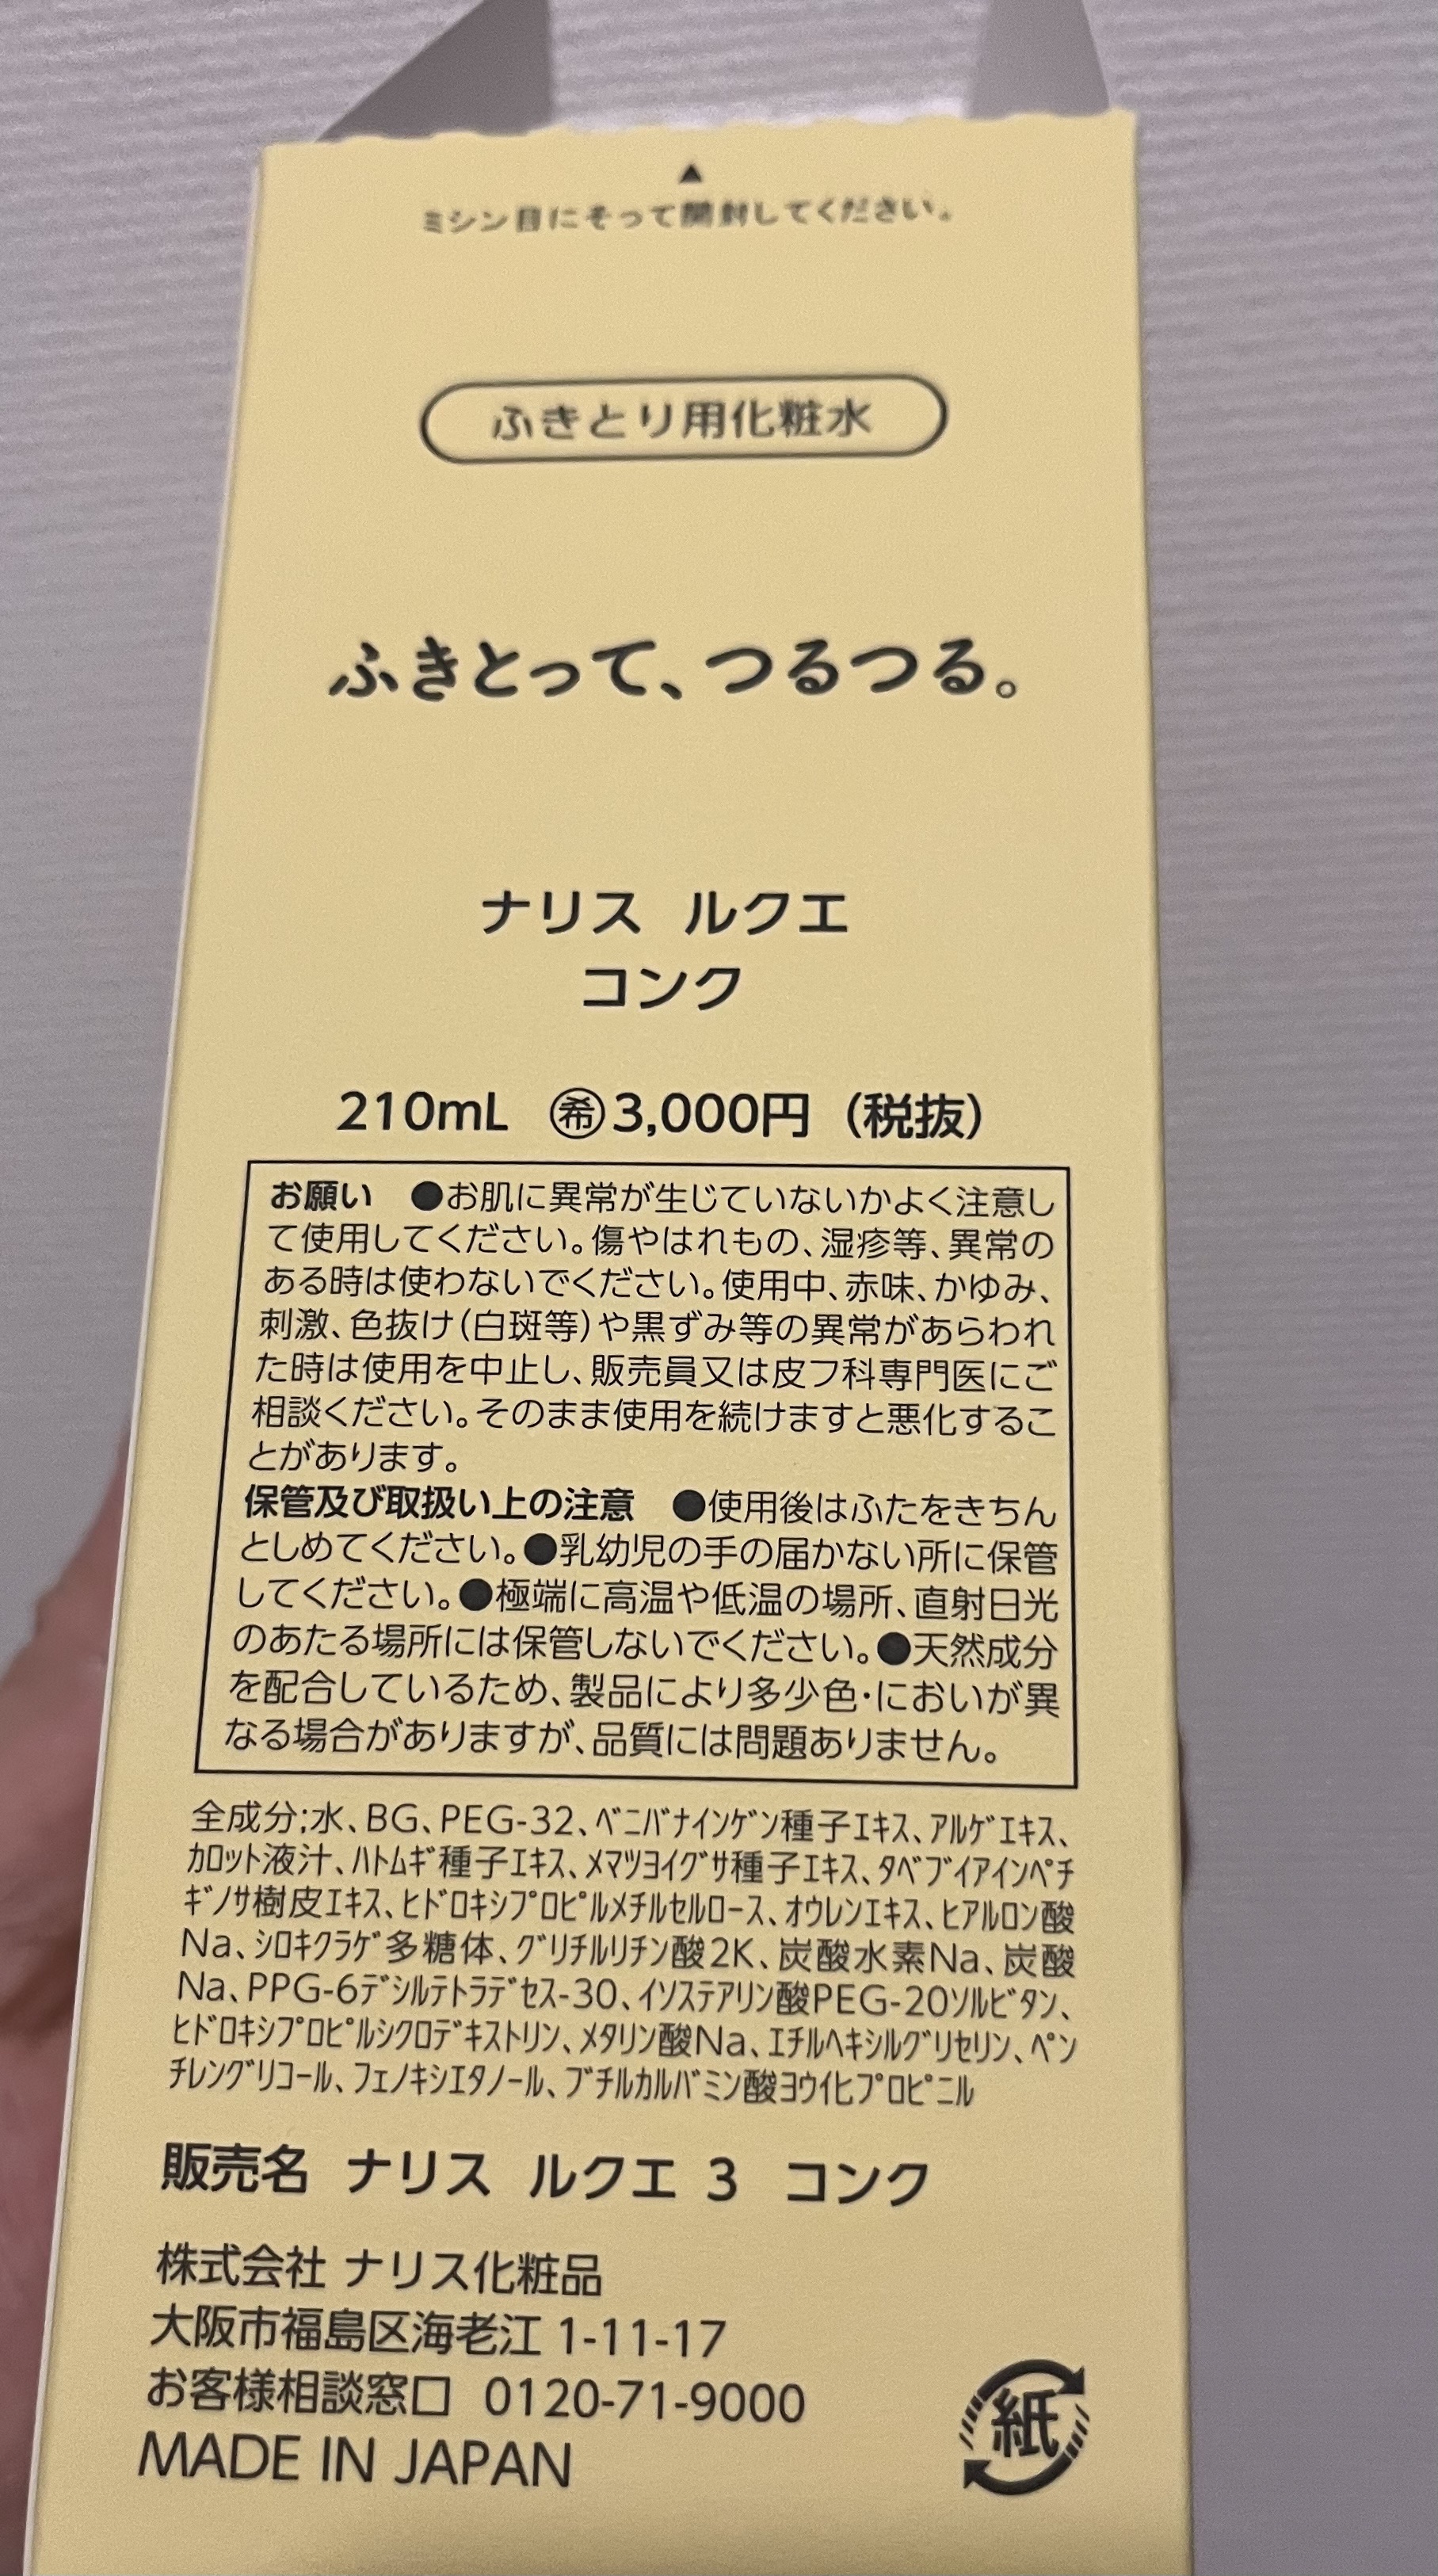 ▲
ミシン目にそって開封してください。
ふきとり用化粧水
ふきとって、つるつる。
ナリス ルクエ
コンク
210mL ㊒3,000円（税抜）
お願い ●お肌に異常が生じていないかよく注意し
て使用してください。傷やはれもの、湿疹等、異常の
ある時は使わないでください。使用中、赤味、かゆみ、
刺激、色抜け（白斑等）や黒ずみ等の異常があらわれ
た時は使用を中止し、販売員又は皮フ科専門医にご
相談ください。そのまま使用を続けますと悪化するこ
とがあります。
保管及び取扱い上の注意 ●使用後はふたをきちん
としめてください。●乳幼児の手の届かない所に保管
してください。●極端に高温や低温の場所、直射日光
のあたる場所には保管しないでください。●天然成分
を配合しているため、製品により多少色・においが異
なる場合がありますが、品質には問題ありません。
全成分;水、BG、PEG-32、ﾍﾞﾆﾊﾞﾅｲﾝｹﾞﾝ種子ｴｷｽ、ｱﾙｹﾞｴｷｽ、
ｶﾛｯﾄ液汁、ﾊﾄﾑｷﾞ種子ｴｷｽ、ﾒﾏﾂﾖｲｸﾞｻ種子ｴｷｽ、ﾀﾍﾞﾌﾞｲｱｲﾝﾍﾟﾁ
ｷﾞﾉｻ樹皮ｴｷｽ、ﾋﾄﾞﾛｷｼﾌﾟﾛﾋﾟﾙﾒﾁﾙｾﾙﾛｰｽ、ｵｳﾚﾝｴｷｽ、ﾋｱﾙﾛﾝ酸
Na、ｼﾛｷｸﾗｹﾞ多糖体、ｸﾞﾘﾁﾙﾘﾁﾝ酸2K、炭酸水素Na、炭酸
Na、PPG-6ﾃﾞｼﾙﾃﾄﾗﾃﾞｾｽ-30、ｲｿｽﾃｱﾘﾝ酸PEG-20ｿﾙﾋﾞﾀﾝ、
ﾋﾄﾞﾛｷｼﾌﾟﾛﾋﾟﾙｼｸﾛﾃﾞｷｽﾄﾘﾝ、ﾒﾀﾘﾝ酸Na、ｴﾁﾙﾍｷｼﾙｸﾞﾘｾﾘﾝ、ﾍﾟﾝ
ﾁﾚﾝｸﾞﾘｺｰﾙ、ﾌｪﾉｷｼｴﾀﾉｰﾙ、ﾌﾞﾁﾙｶﾙﾊﾞﾐﾝ酸ﾖｳ化ﾌﾟﾛﾋﾟﾆﾙ
販売名 ナリス ルクエ 3 コンク
株式会社 ナリス化粧品
大阪市福島区海老江 1-11-17
お客様相談窓口 0120-71-9000
MADE IN JAPAN
紙